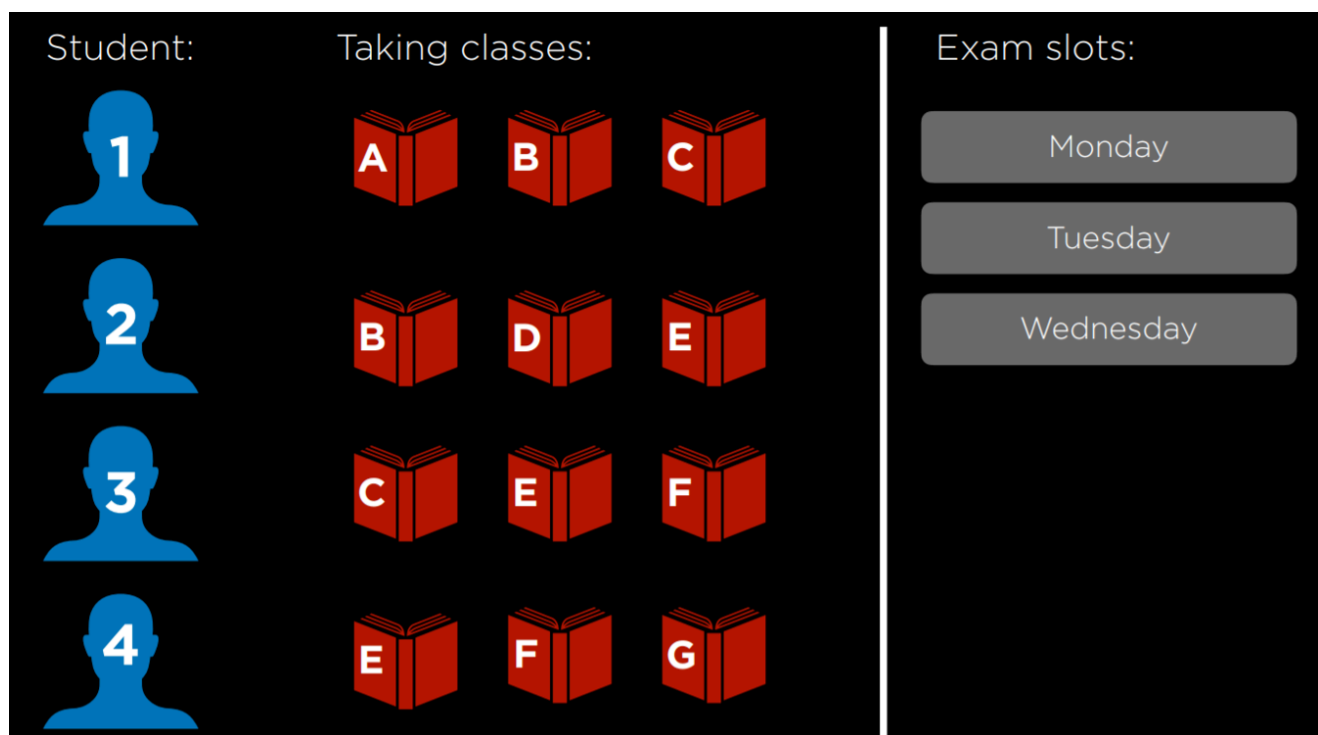 Student: Taking classes: Exam slots:
1 A B C Monday
Tuesday
2 B D E Wednesday
3 C E F
4 E F G